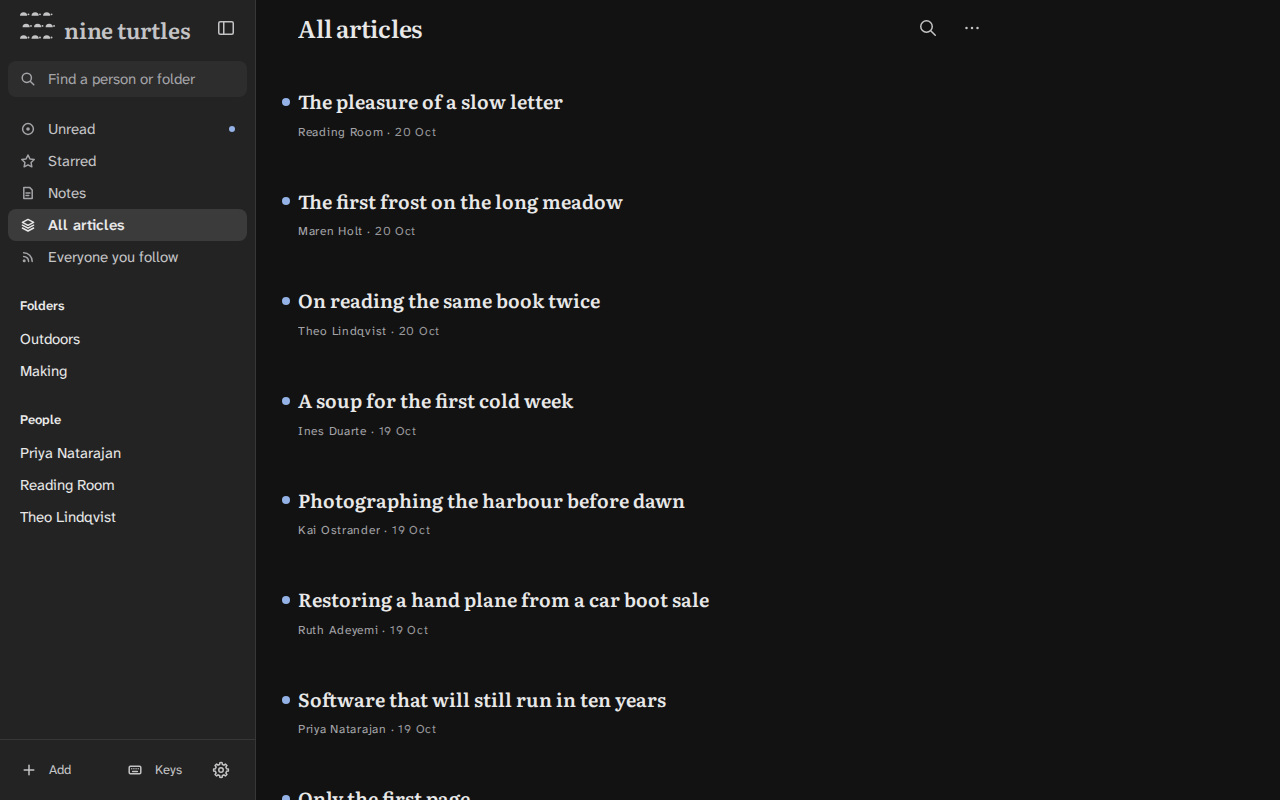 nine turtles
Find a person or folder
Unread
Starred
Notes
All articles
Everyone you follow
Folders
Outdoors
Making
People
Priya Natarajan
Reading Room
Theo Lindqvist
Add
Keys
All articles
The pleasure of a slow letter
Reading Room · 20 Oct
The first frost on the long meadow
Maren Holt · 20 Oct
On reading the same book twice
Theo Lindqvist · 20 Oct
A soup for the first cold week
Ines Duarte · 19 Oct
Photographing the harbour before dawn
Kai Ostrander · 19 Oct
Restoring a hand plane from a car boot sale
Ruth Adeyemi · 19 Oct
Software that will still run in ten years
Priya Natarajan · 19 Oct
Only the first page